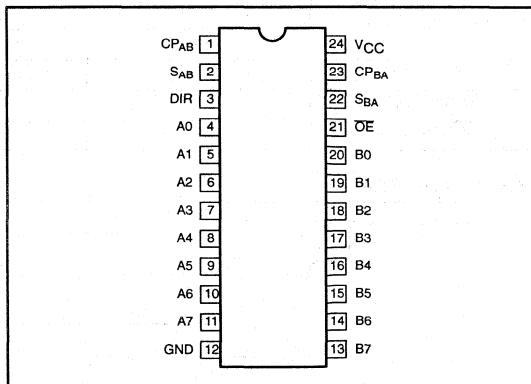 CPAB 1 24 VCC
SAB 2 23 CPBA
DIR 3 22 SBA
A0 4 21 OE
A1 5 20 B0
A2 6 19 B1
A3 7 18 B2
A4 8 17 B3
A5 9 16 B4
A6 10 15 B5
A7 11 14 B6
GND 12 13 B7